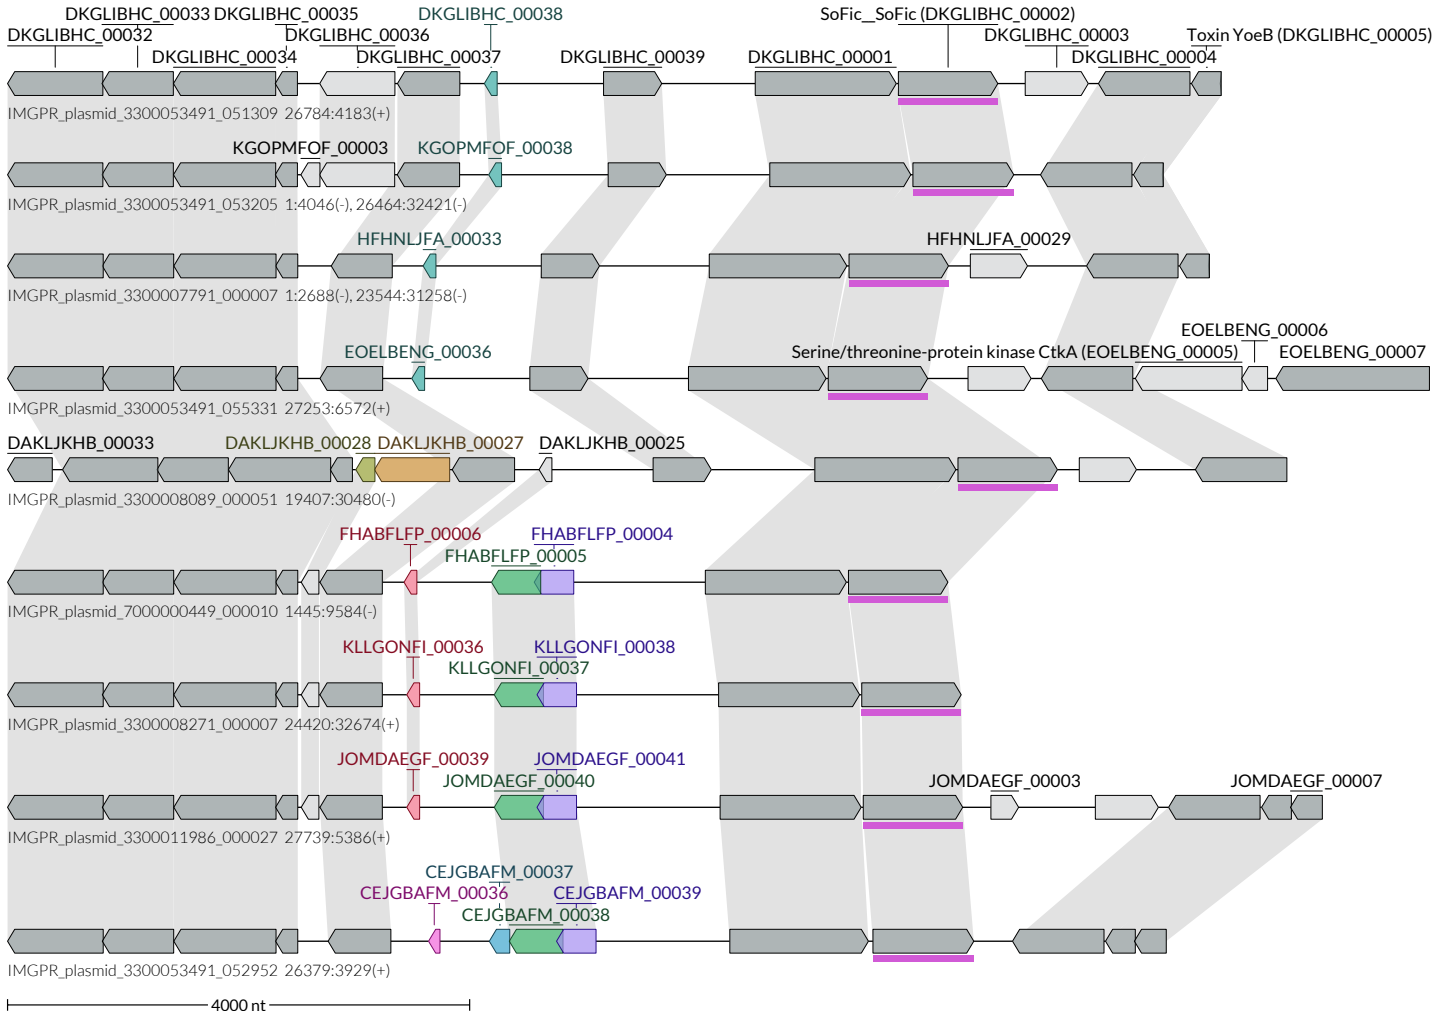 DKGLIBHC_00033 DKGLIBHC_00035 DKGLIBHC_00038 SoFic__SoFic (DKGLIBHC_00002)
DKGLIBHC_00032 DKGLIBHC_00036 DKGLIBHC_00003 Toxin YoeB (DKGLIBHC_00005)
DKGLIBHC_00034 DKGLIBHC_00037 DKGLIBHC_00039 DKGLIBHC_00001 DKGLIBHC_00004
IMGPR_plasmid_3300053491_051309 26784:4183(+)
KGOPMFOF_00003 KGOPMFOF_00038
IMGPR_plasmid_3300053491_053205 1:4046(-), 26464:32421(-)
HFHNLJFA_00033 HFHNLJFA_00029
IMGPR_plasmid_3300007791_000007 1:2688(-), 23544:31258(-)
EOELBENG_00006
EOELBENG_00036 Serine/threonine-protein kinase CtkA (EOELBENG_00005) EOELBENG_00007
IMGPR_plasmid_3300053491_055331 27253:6572(+)
DAKLJKHB_00033 DAKLJKHB_00028 DAKLJKHB_00027 DAKLJKHB_00025
IMGPR_plasmid_3300008089_000051 19407:30480(-)
FHABFLFP_00006 FHABFLFP_00004
FHABFLFP_00005
IMGPR_plasmid_7000000449_000010 1445:9584(-)
KLLGONFI_00036 KLLGONFI_00038
KLLGONFI_00037
IMGPR_plasmid_3300008271_000007 24420:32674(+)
JOMDAEGF_00039 JOMDAEGF_00041
JOMDAEGF_00040 JOMDAEGF_00003 JOMDAEGF_00007
IMGPR_plasmid_3300011986_000027 27739:5386(+)
CEJGBAFM_00037
CEJGBAFM_00036 CEJGBAFM_00039
CEJGBAFM_00038
IMGPR_plasmid_3300053491_052952 26379:3929(+)
4000 nt